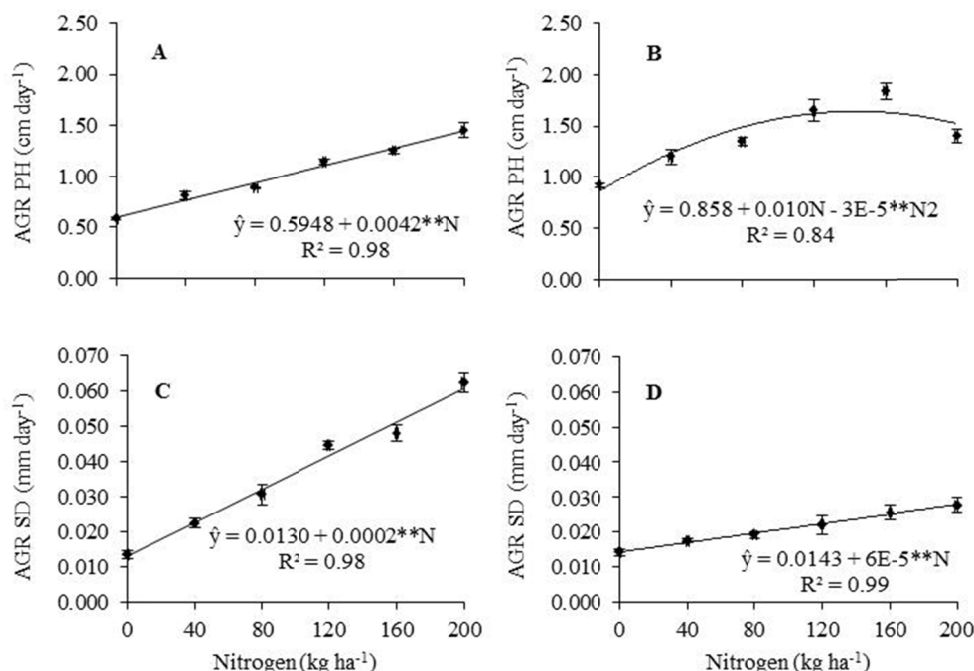 A
AGR PH (cm day⁻¹)
2.50
2.00
1.50
1.00
0.50
0.00
ŷ = 0.5948 + 0.0042**N
R² = 0.98
B
AGR PH (cm day⁻¹)
2.50
2.00
1.50
1.00
0.50
0.00
ŷ = 0.858 + 0.010N - 3E-5**N2
R² = 0.84
C
AGR SD (mm day⁻¹)
0.070
0.060
0.050
0.040
0.030
0.020
0.010
0.000
ŷ = 0.0130 + 0.0002**N
R² = 0.98
0 40 80 120 160 200
Nitrogen (kg ha⁻¹)
D
AGR SD (mm day⁻¹)
0.070
0.060
0.050
0.040
0.030
0.020
0.010
0.000
ŷ = 0.0143 + 6E-5**N
R² = 0.99
0 40 80 120 160 200
Nitrogen (kg ha⁻¹)